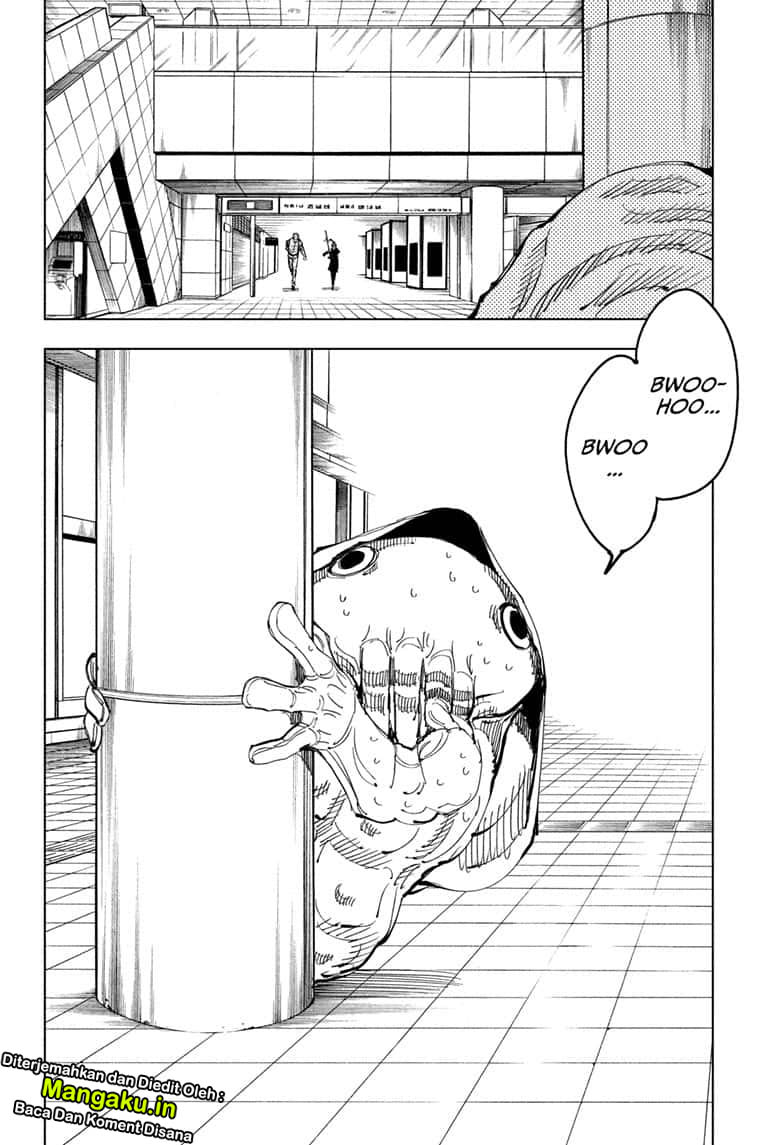 BWOO-
HOO...
BWOO
...
Diterjemahkan dan Diedit Oleh :
Mangaku.in
Baca Dan Koment Disana